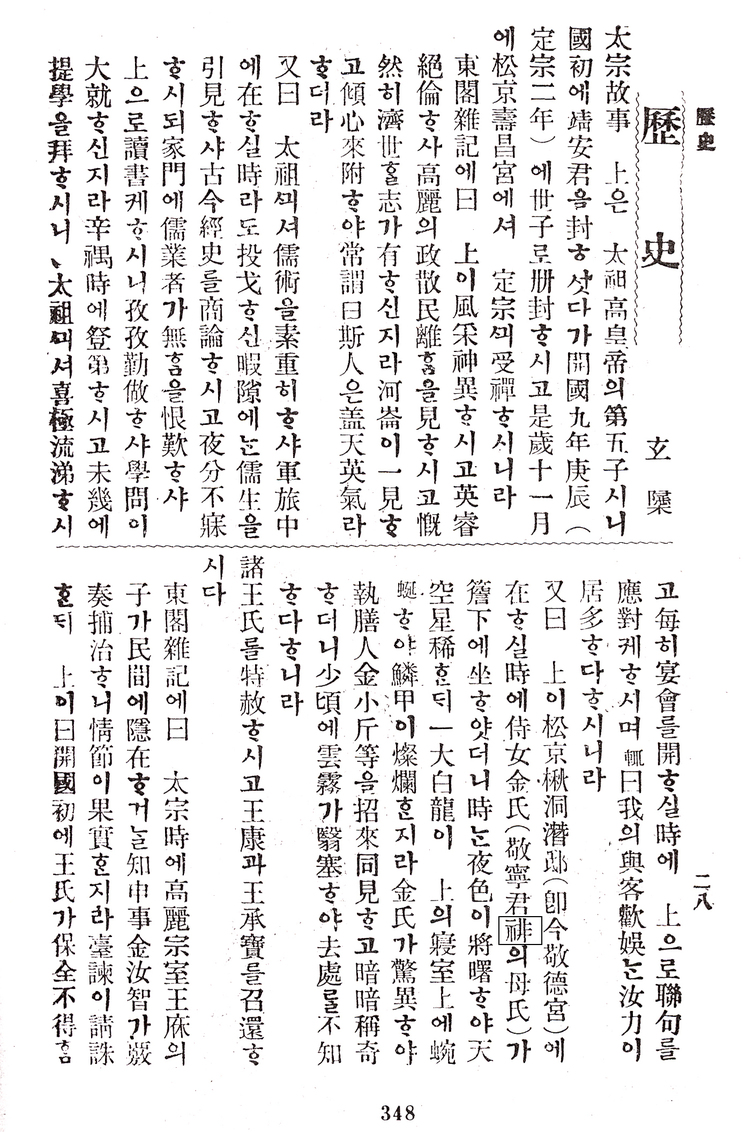 歷史
歷史
玄檃
太宗故事 上은 太祖高皇帝의第五子시니
國初에靖安君을封ᄒᆞ섯다가開國九年庚辰(
定宗二年)에世子로册封ᄒᆞ시고是歲十一月
에松京壽昌宮에셔 定宗ᄭᅴ受禪ᄒᆞ시니라
東閣雜記에曰 上이風采神異ᄒᆞ시고英睿
絕倫ᄒᆞ사高麗의政散民離ᄒᆞᆷ을見ᄒᆞ시고慨
然히濟世ᄒᆞᆯ志가有ᄒᆞ신지라河崙이一見ᄒᆞ
고傾心來附ᄒᆞ야常謂曰斯人은盖天英氣라
ᄒᆞ더라
又曰 太祖ᄭᅴ셔儒術을素重히ᄒᆞ샤軍旅中
에在ᄒᆞ실時라도投戈ᄒᆞ신暇隙에ᄂᆞᆫ儒生을
引見ᄒᆞ샤古今經史를商論ᄒᆞ시고夜分不寐
ᄒᆞ시되家門에儒業者가無ᄒᆞᆷ을恨歎ᄒᆞ샤
上으로讀書케ᄒᆞ시니孜孜勤做ᄒᆞ샤學問이
大就ᄒᆞ신지라辛禑時에登第ᄒᆞ시고未幾에
提學을拜ᄒᆞ시니、太祖ᄭᅴ셔喜極流涕ᄒᆞ시
고每히宴會를開ᄒᆞ실時에 上으로聯句를
應對케ᄒᆞ시며輒曰我의與客歡娛ᄂᆞᆫ汝力이
居多ᄒᆞ다ᄒᆞ시니라
又曰 上이松京楸洞潛邸(卽今敬德宮)에
在ᄒᆞ실時에侍女金氏(敬寧君裶의母氏)가
簷下에坐ᄒᆞ얏더니時ᄂᆞᆫ夜色이將曙ᄒᆞ야天
空星稀ᄒᆞᆫᄃᆡ一大白龍이 上의寢室上에蜿
蜒ᄒᆞ야鱗甲이燦爛ᄒᆞᆫ지라金氏가驚異ᄒᆞ야
執膳人金小斤等을招來同見ᄒᆞ고暗暗稱奇
ᄒᆞ더니少頃에雲霧가翳塞ᄒᆞ야去處를不知
ᄒᆞ다ᄒᆞ니라
諸王氏를特赦ᄒᆞ시고王康과王承寶를召還ᄒᆞ
시다
東閣雜記에曰 太宗時에高麗宗室王庥의
子가民間에隱在ᄒᆞ거ᄂᆞᆯ知申事金汝智가覈
奏捕治ᄒᆞ니情節이果實ᄒᆞᆫ지라臺諫이請誅
ᄒᆞᆫᄃᆡ 上이曰開國初에王氏가保全不得ᄒᆞᆷ
二八
348